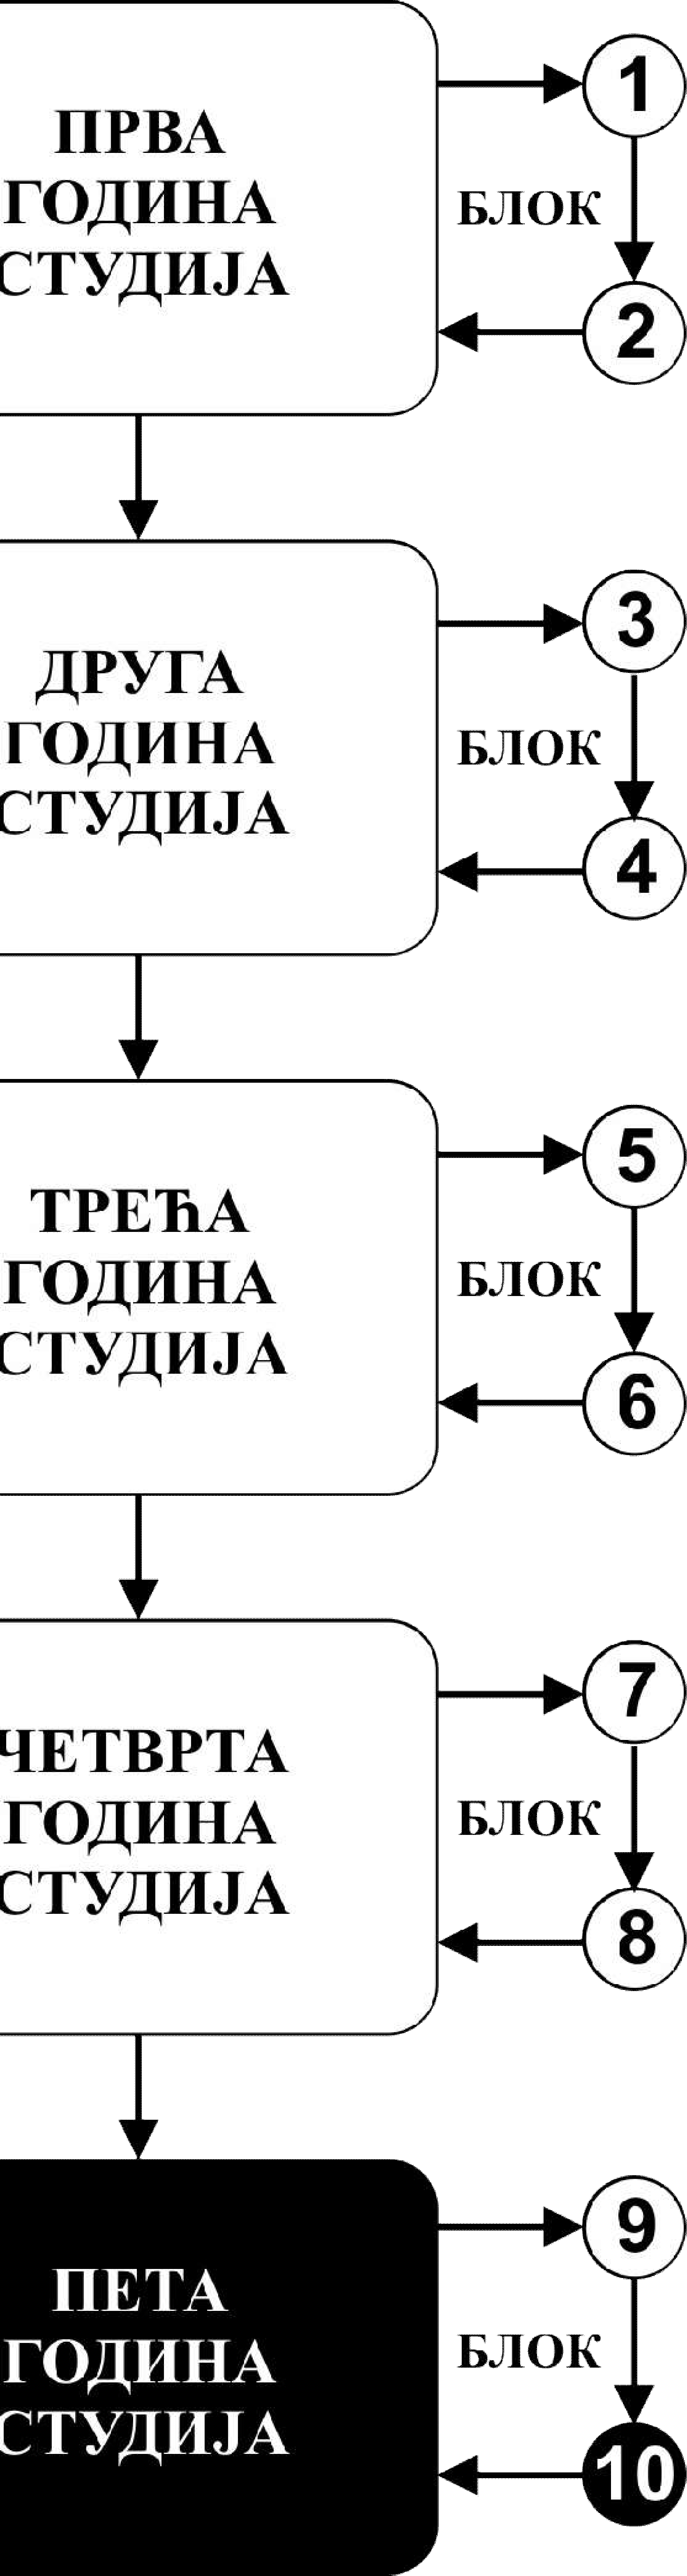 ПРВА
ГОДИНА
СТУДИЈА
1
БЛОК
2
ДРУГА
ГОДИНА
СТУДИЈА
3
БЛОК
4
ТРЕЋА
ГОДИНА
СТУДИЈА
5
БЛОК
6
ЧЕТВРТА
ГОДИНА
СТУДИЈА
7
БЛОК
8
ПЕТА
ГОДИНА
СТУДИЈА
9
БЛОК
10